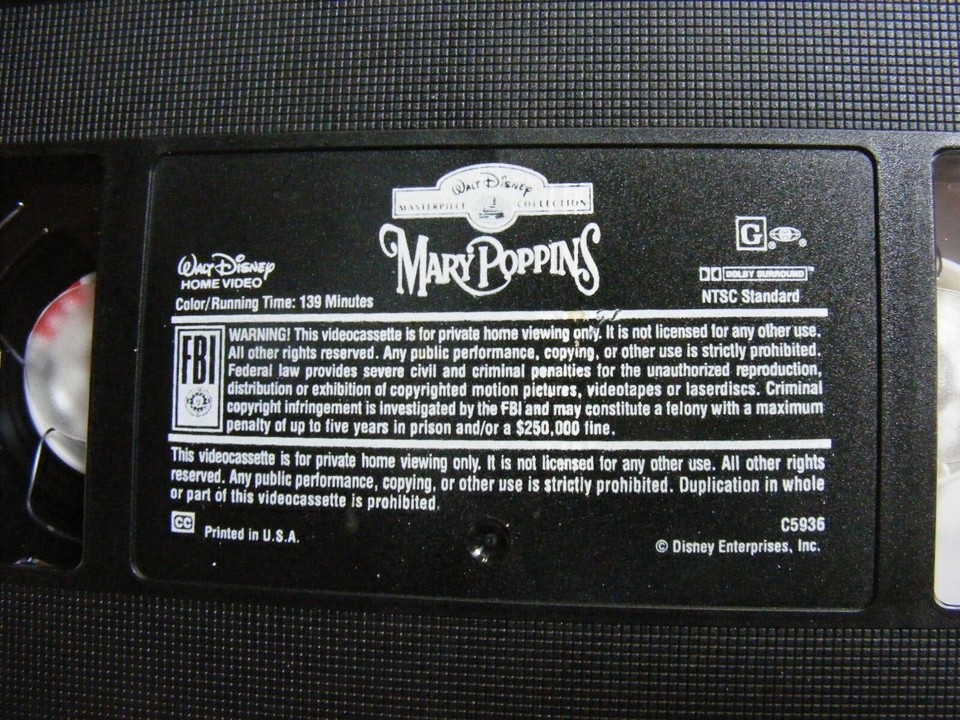 WALT DISNEY
MASTERPIECE COLLECTION
MARY POPPINS
WALT DISNEY
HOME VIDEO
Color/Running Time: 139 Minutes
G ®
®
DOLBY SURROUND™
NTSC Standard
FBI
WARNING! This videocassette is for private home viewing only. It is not licensed for any other use.
All other rights reserved. Any public performance, copying, or other use is strictly prohibited.
Federal law provides severe civil and criminal penalties for the unauthorized reproduction,
distribution or exhibition of copyrighted motion pictures, videotapes or laserdiscs. Criminal
copyright infringement is investigated by the FBI and may constitute a felony with a maximum
penalty of up to five years in prison and/or a $250,000 fine.
This videocassette is for private home viewing only. It is not licensed for any other use. All other rights
reserved. Any public performance, copying, or other use is strictly prohibited. Duplication in whole
or part of this videocassette is prohibited.
CC
Printed in U.S.A.
C5936
© Disney Enterprises, Inc.